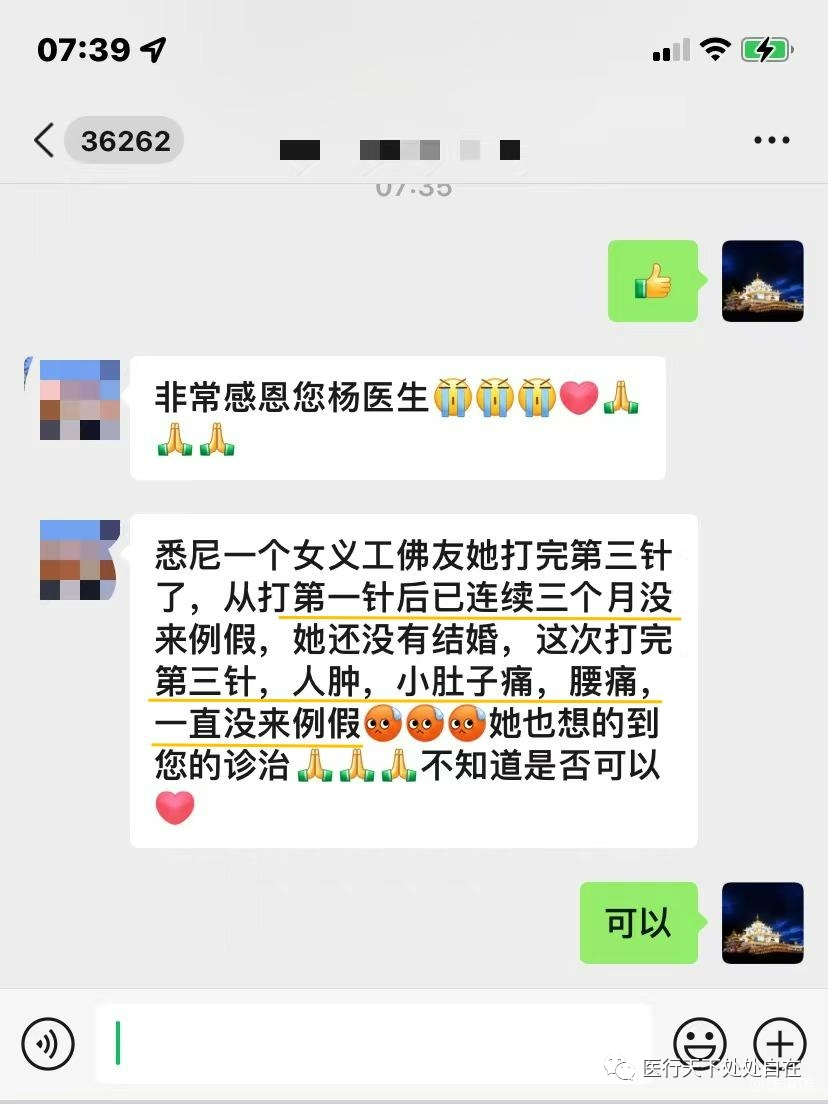 07:39
36262
07:35
非常感恩您杨医生😭😭😭❤️🙏
🙏🙏
悉尼一个女义工佛友她打完第三针
了，从打第一针后已连续三个月没
来例假，她还没有结婚，这次打完
第三针，人肿，小肚子痛，腰痛，
一直没来例假🥵🥵🥵她也想的到
您的诊治🙏🙏🙏不知道是否可以
❤️
可以
医行天下处处自在